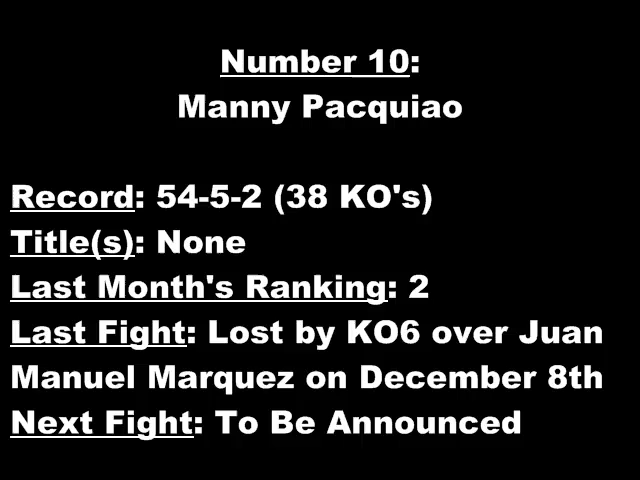 Number 10:
Manny Pacquiao
Record: 54-5-2 (38 KO's)
Title(s): None
Last Month's Ranking: 2
Last Fight: Lost by KO6 over Juan
Manuel Marquez on December 8th
Next Fight: To Be Announced